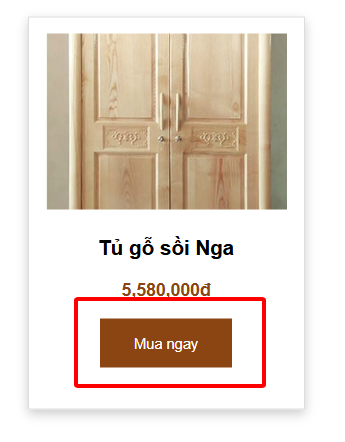 Tủ gỗ sồi Nga
5,580,000đ
Mua ngay